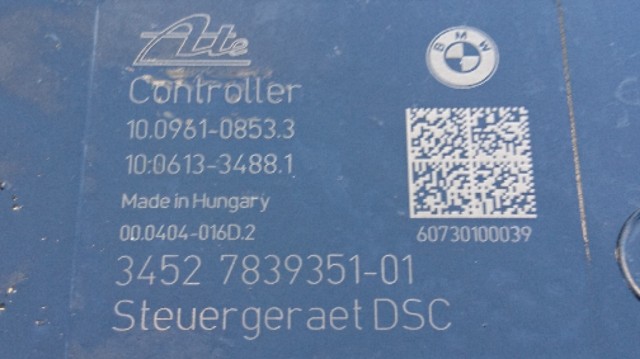 Ate
BMW
Controller
10.0961-0853.3
10.0613-3488.1
Made in Hungary
00.0404-016D.2
60730100039
3452 7839351-01
Steuergeraet DSC